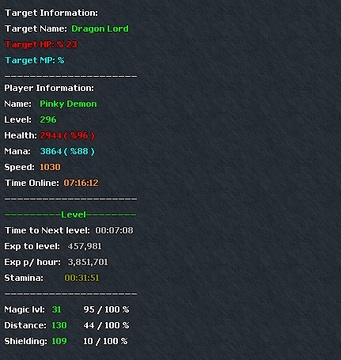 Target Information:
Target Name: Dragon Lord
Target HP: % 23
Target MP: %
Player Information:
Name: Pinky Demon
Level: 296
Health: 2944 ( %96 )
Mana: 3864 ( %88 )
Speed: 1030
Time Online: 07:16:12
---------Level---------
Time to Next level: 00:07:08
Exp to level: 457,981
Exp p/ hour: 3,851,701
Stamina: 00:31:51
Magic lvl: 31 95 / 100 %
Distance: 130 44 / 100 %
Shielding: 109 10 / 100 %